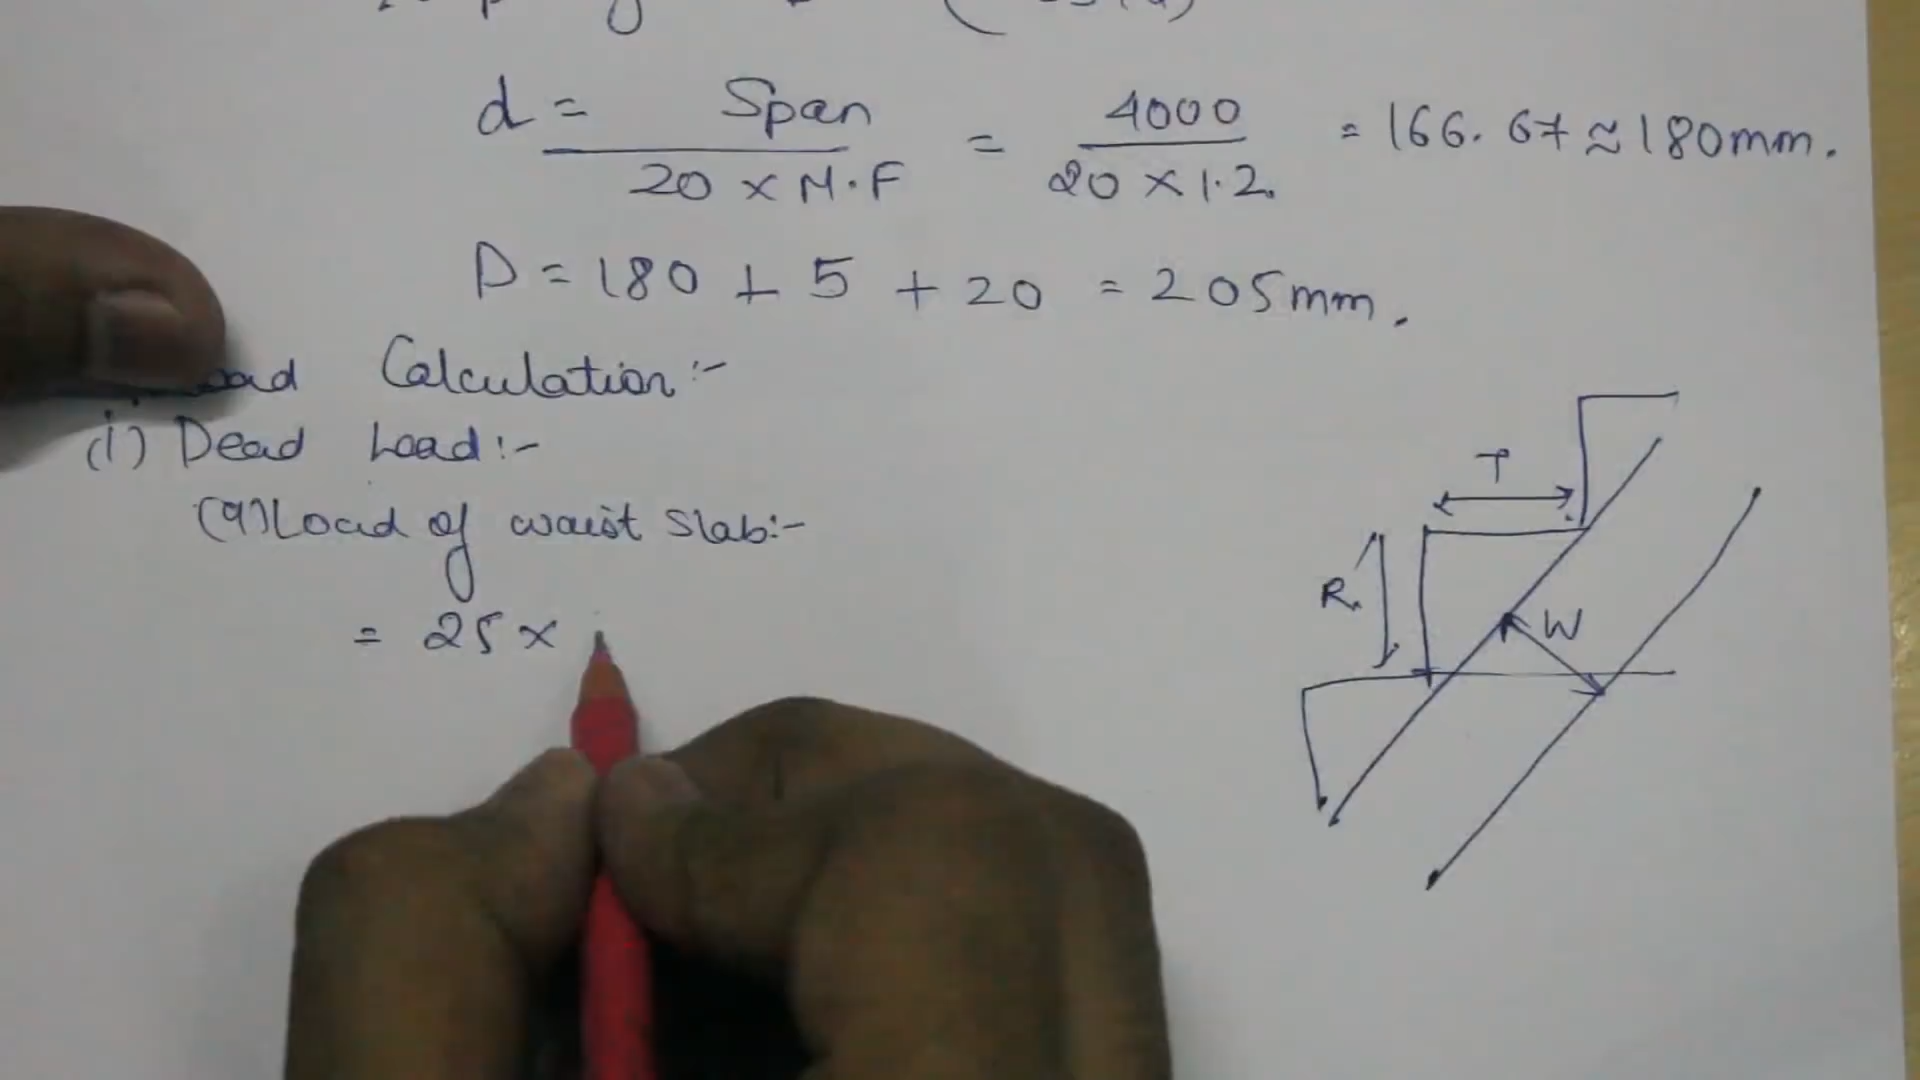 d = Span / 20 x M.F = 4000 / 20 x 1.2. = 166.67 ≈ 180mm.
D = 180 + 5 + 20 = 205mm.
Calculation:-
(i) Dead Load:-
(a) Load of waist slab:-
= 25 x
T
R.
W